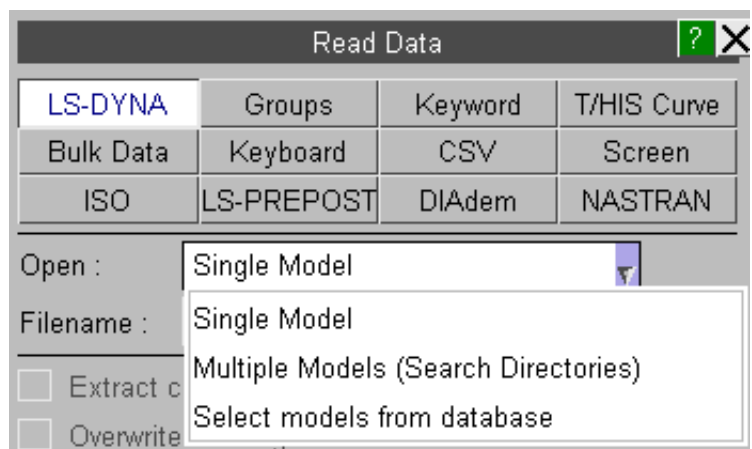 Read Data ?
LS-DYNA Groups Keyword T/HIS Curve
Bulk Data Keyboard CSV Screen
ISO LS-PREPOST DIAdem NASTRAN
Open : Single Model
Filename : Single Model
Multiple Models (Search Directories)
Extract c
Select models from database
Overwrite